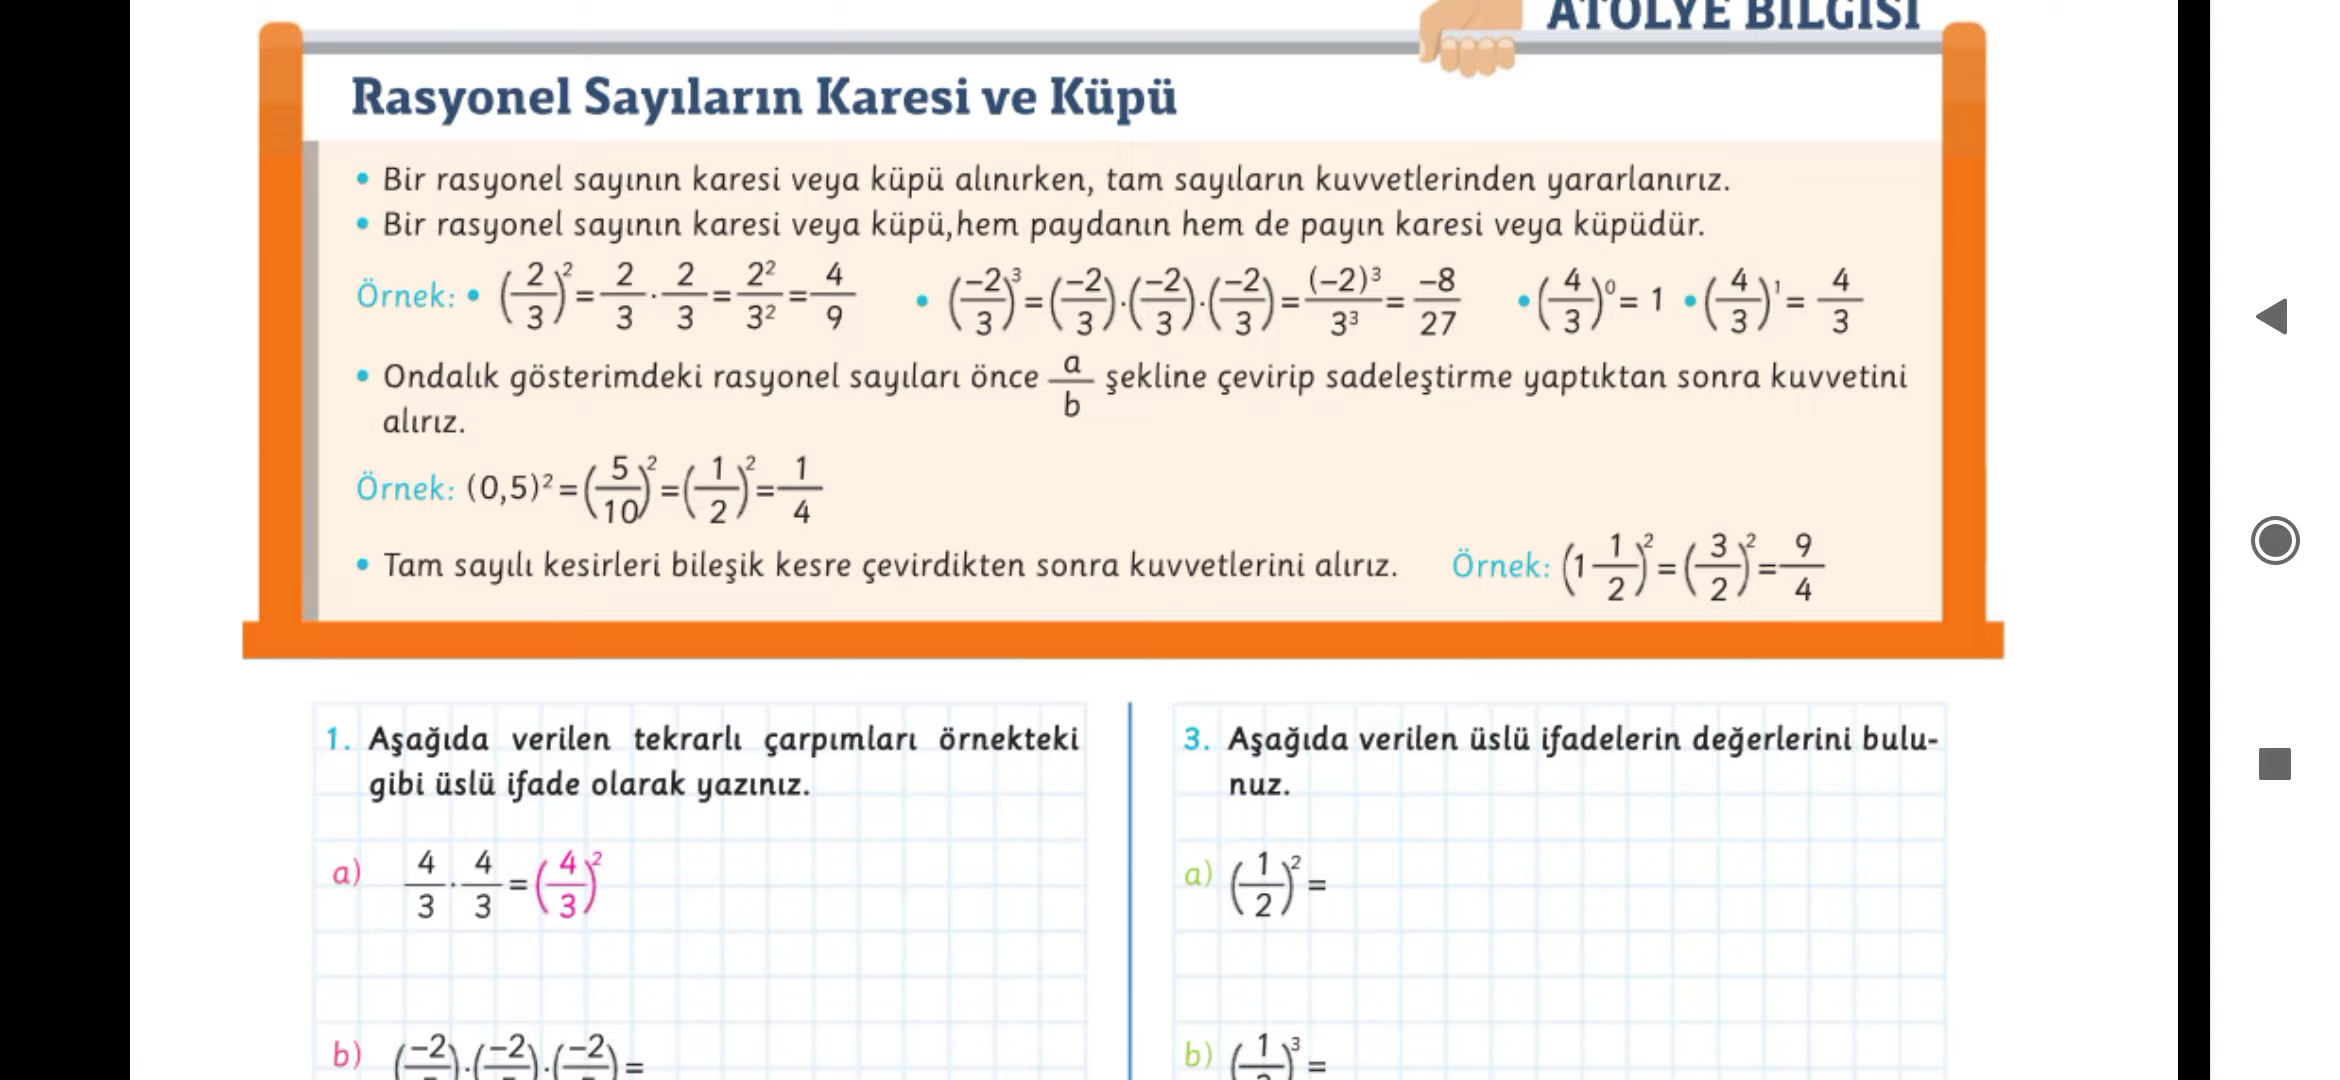 ATÖLYE BİLGİSİ
Rasyonel Sayıların Karesi ve Küpü
• Bir rasyonel sayının karesi veya küpü alınırken, tam sayıların kuvvetlerinden yararlanırız.
• Bir rasyonel sayının karesi veya küpü,hem paydanın hem de payın karesi veya küpüdür.
Örnek: • (2/3)² = 2/3 · 2/3 = 2²/3² = 4/9 • (-2/3)³ = (-2/3)·(-2/3)·(-2/3) = (-2)³/3³ = -8/27 • (4/3)⁰ = 1 • (4/3)¹ = 4/3
• Ondalık gösterimdeki rasyonel sayıları önce a/b şekline çevirip sadeleştirme yaptıktan sonra kuvvetini
alırız.
Örnek: (0,5)² = (5/10)² = (1/2)² = 1/4
• Tam sayılı kesirleri bileşik kesre çevirdikten sonra kuvvetlerini alırız. Örnek: (1 1/2)² = (3/2)² = 9/4
1. Aşağıda verilen tekrarlı çarpımları örnekteki
gibi üslü ifade olarak yazınız.
a) 4/3 · 4/3 = (4/3)²
b) (-2/ )·(-2/ )·(-2/ ) =
3. Aşağıda verilen üslü ifadelerin değerlerini bulu-
nuz.
a) (1/2)² =
b) (1/ )³ =